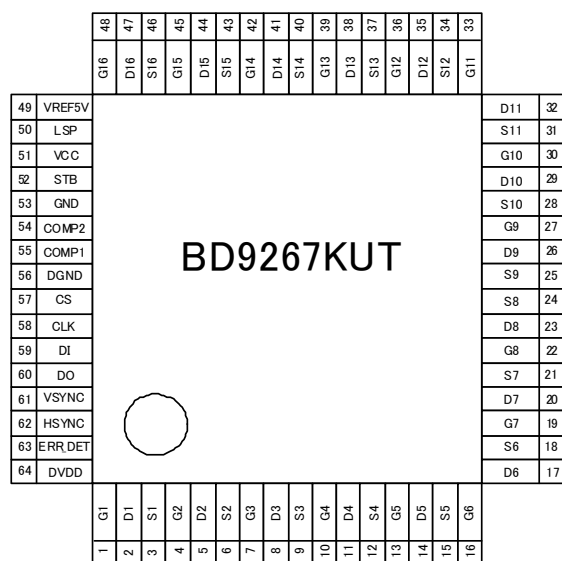 48 47 46 45 44 43 42 41 40 39 38 37 36 35 34 33
G16 D16 S16 G15 D15 S15 G14 D14 S14 G13 D13 S13 G12 D12 S12 G11
49 VREF5V
50 LSP
51 VCC
52 STB
53 GND
54 COMP2
55 COMP1
56 DGND
57 CS
58 CLK
59 DI
60 DO
61 VSYNC
62 HSYNC
63 ERR_DET
64 DVDD
BD9267KUT
D11 32
S11 31
G10 30
D10 29
S10 28
G9 27
D9 26
S9 25
S8 24
D8 23
G8 22
S7 21
D7 20
G7 19
S6 18
D6 17
G1 D1 S1 G2 D2 S2 G3 D3 S3 G4 D4 S4 G5 D5 S5 G6
1 2 3 4 5 6 7 8 9 10 11 12 13 14 15 16